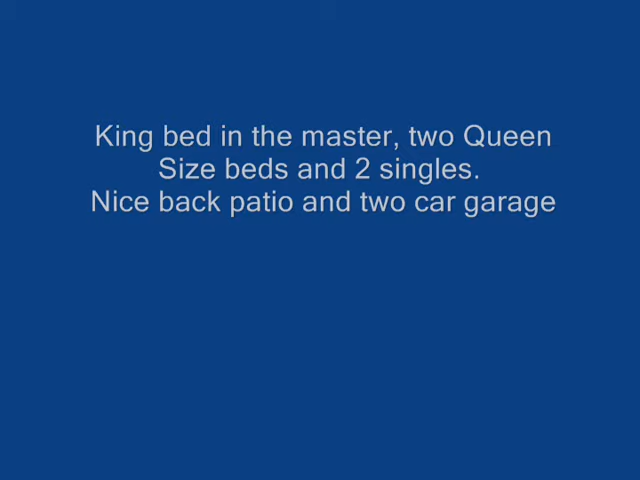 King bed in the master, two Queen
Size beds and 2 singles.
Nice back patio and two car garage